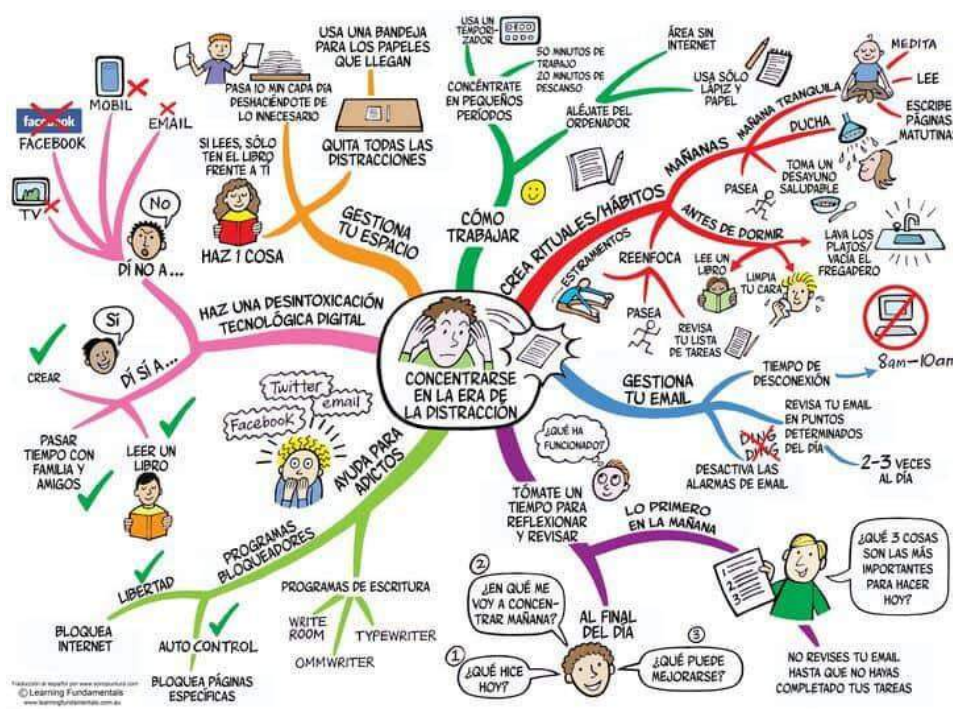 CONCENTRARSE
EN LA ERA DE
LA DISTRACCIÓN
CREA RITUALES/HÁBITOS
MAÑANAS
MAÑANA TRANQUILA
MEDITA
LEE
ESCRIBE
PÁGINAS
MATUTINA
DUCHA
TOMA UN
DESAYUNO
SALUDABLE
PASEA
ANTES DE DORMIR
LAVA LOS
PLATOS/
VACÍA EL
FREGADERO
LIMPIA
TU CARA
LEE UN
LIBRO
REENFOCA
PASEA
REVISA
TU LISTA
DE TAREAS
ESTIRAMIENTOS
GESTIONA
TU EMAIL
TIEMPO DE
DESCONEXIÓN
8am-10am
REVISA TU EMAIL
EN PUNTOS
DETERMINADOS
DEL DÍA
2-3 VECES
AL DÍA
DING
DING
DESACTIVA LAS
ALARMAS DE EMAIL
TÓMATE UN
TIEMPO PARA
REFLEXIONAR
Y REVISAR
¿QUÉ HA
FUNCIONADO?
LO PRIMERO
EN LA MAÑANA
1
2
3
¿QUÉ 3 COSAS
SON LAS MÁS
IMPORTANTES
PARA HACER
HOY?
NO REVISES TU EMAIL
HASTA QUE NO HAYAS
COMPLETADO TUS TAREAS
AL FINAL
DEL DÍA
1
¿QUÉ HICE
HOY?
2
¿EN QUÉ ME
VOY A CONCEN-
TRAR MAÑANA?
3
¿QUÉ PUEDE
MEJORARSE?
AYUDA PARA
ADICTOS
Twitter
email
Facebook
PROGRAMAS DE ESCRITURA
WRITE
ROOM
OMMWRITER
TYPEWRITER
PROGRAMAS
BLOQUEADORES
LIBERTAD
BLOQUEA
INTERNET
AUTO CONTROL
BLOQUEA PÁGINAS
ESPECÍFICAS
HAZ UNA DESINTOXICACIÓN
TECNOLÓGICA DIGITAL
DÍ SÍ A...
Sí
CREAR
PASAR
TIEMPO CON
FAMILIA Y
AMIGOS
LEER UN
LIBRO
DÍ NO A...
No
TV
facebook
FACEBOOK
MOBIL
EMAIL
GESTIONA
TU ESPACIO
HAZ 1 COSA
SI LEES, SÓLO
TEN EL LIBRO
FRENTE A TÍ
PASA 10 MIN CADA DÍA
DESHACIÉNDOTE DE
LO INNECESARIO
USA UNA BANDEJA
PARA LOS PAPELES
QUE LLEGAN
QUITA TODAS LAS
DISTRACCIONES
CÓMO
TRABAJAR
CONCÉNTRATE
EN PEQUEÑOS
PERÍODOS
USA UN
TEMPORI-
ZADOR
50 MINUTOS DE
TRABAJO
20 MINUTOS DE
DESCANSO
ALÉJATE DEL
ORDENADOR
ÁREA SIN
INTERNET
USA SÓLO
LÁPIZ Y
PAPEL
© Learning Fundamentals
www.learningfundamentals.com.au